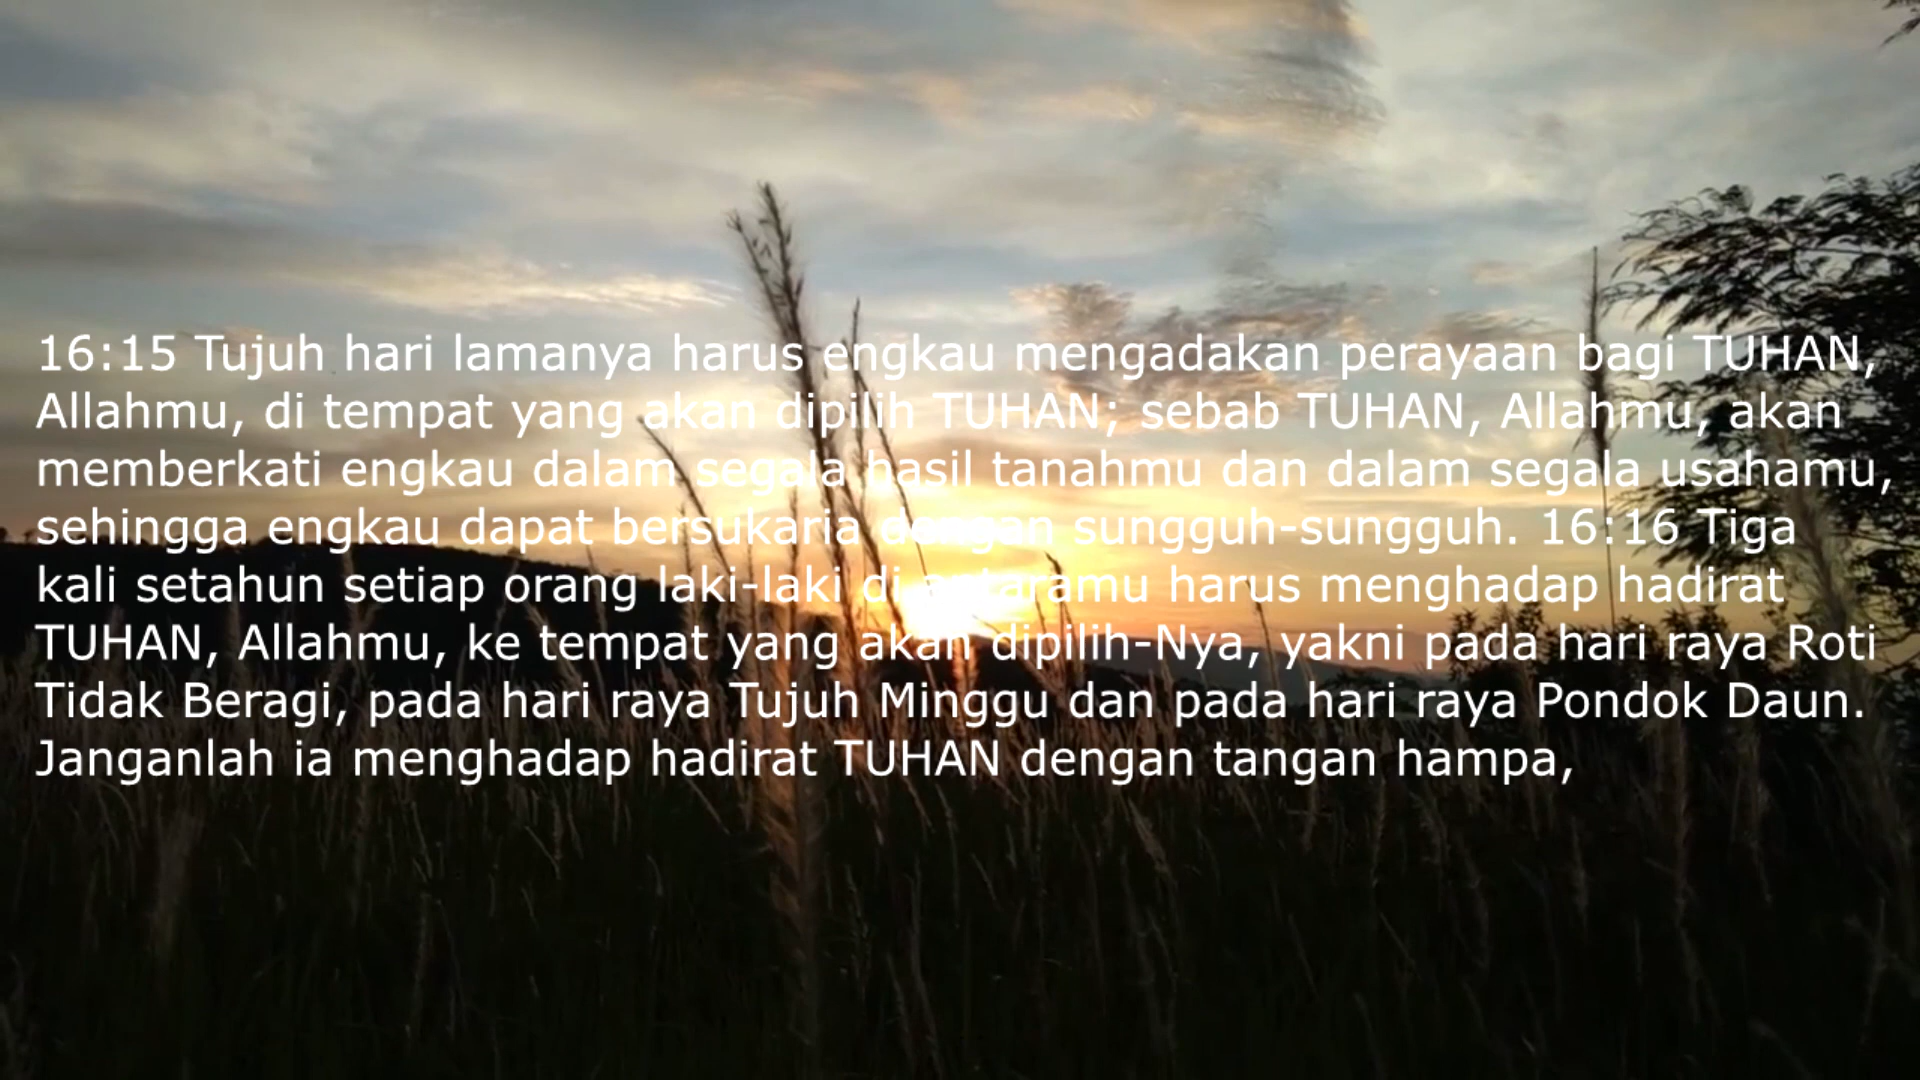 16:15 Tujuh hari lamanya harus engkau mengadakan perayaan bagi TUHAN,
Allahmu, di tempat yang akan dipilih TUHAN; sebab TUHAN, Allahmu, akan
memberkati engkau dalam segala hasil tanahmu dan dalam segala usahamu,
sehingga engkau dapat bersukaria dengan sungguh-sungguh. 16:16 Tiga
kali setahun setiap orang laki-laki di antaramu harus menghadap hadirat
TUHAN, Allahmu, ke tempat yang akan dipilih-Nya, yakni pada hari raya Roti
Tidak Beragi, pada hari raya Tujuh Minggu dan pada hari raya Pondok Daun.
Janganlah ia menghadap hadirat TUHAN dengan tangan hampa,